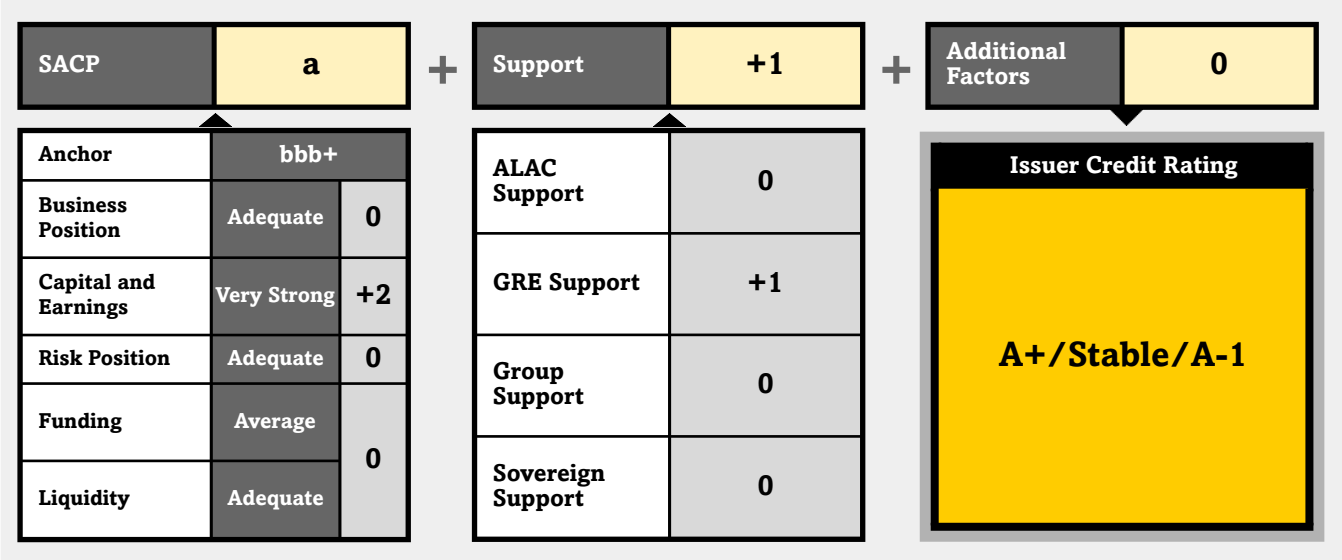 SACP
a
+
Support
+1
+
Additional
Factors
0
Anchor
bbb+
Business
Position
Adequate
0
Capital and
Earnings
Very Strong
+2
Risk Position
Adequate
0
Funding
Average
0
Liquidity
Adequate
ALAC
Support
0
GRE Support
+1
Group
Support
0
Sovereign
Support
0
Issuer Credit Rating
A+/Stable/A-1